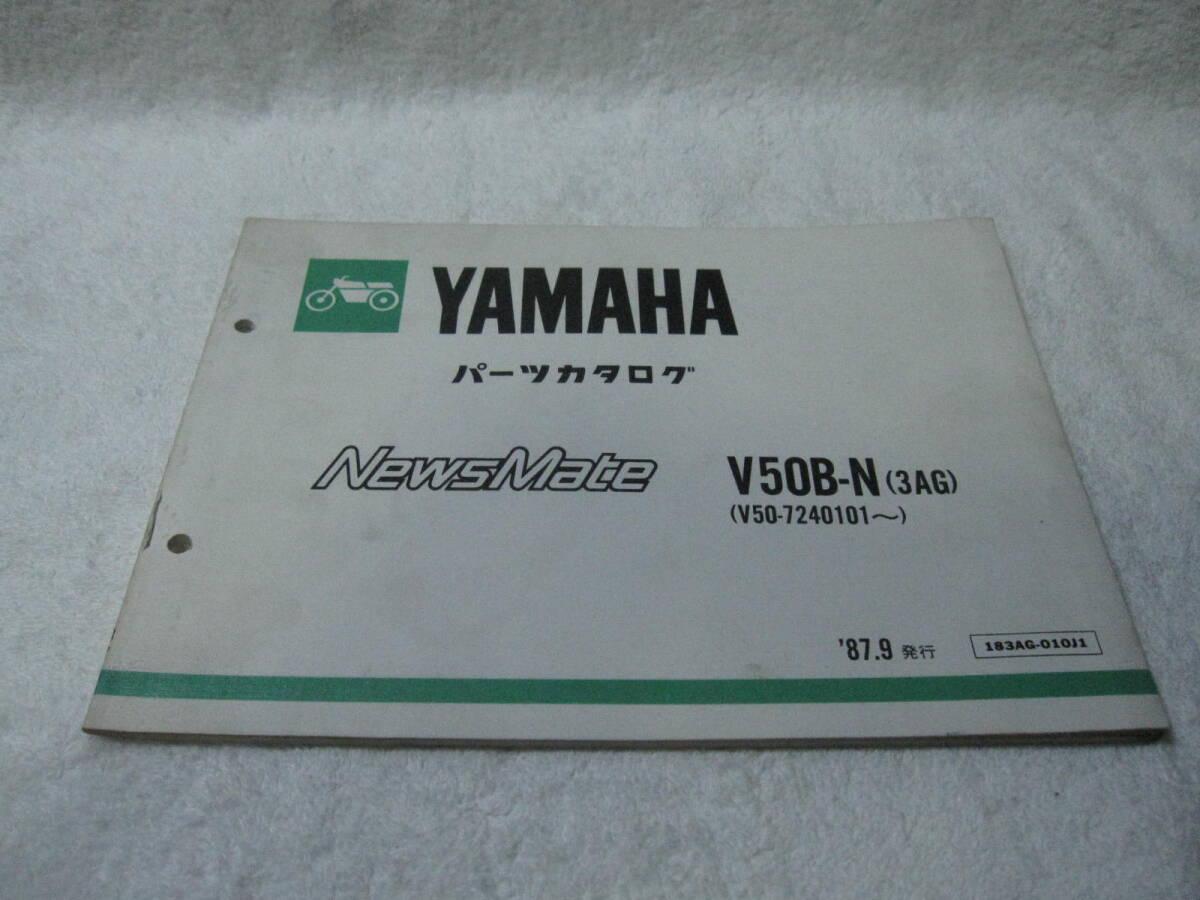 YAMAHA
パーツカタログ
NewsMate V50B-N (3AG)
(V50-7240101〜)
'87.9 発行 183AG-010J1